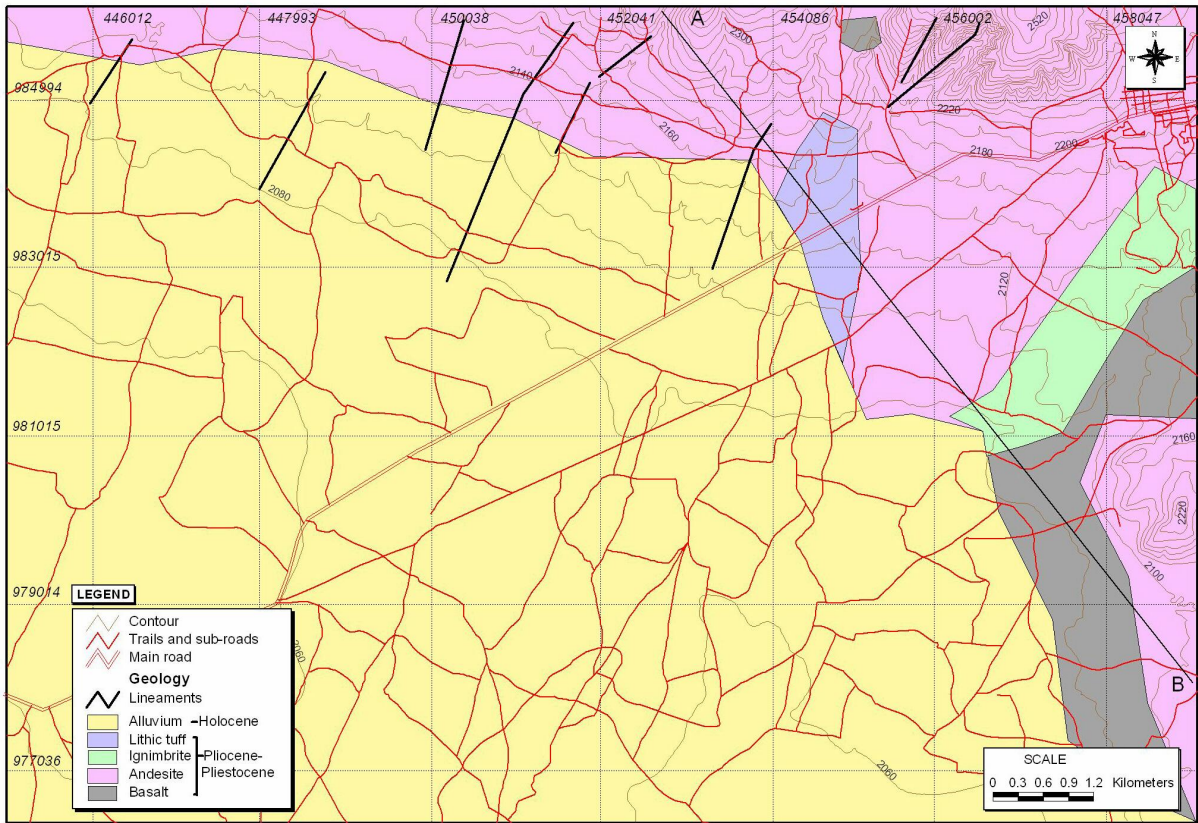 446012 447993 450038 452041 A 454086 456002 458047
2520
2300
N
W E
S
2140
984994
2220
2160
2200
2180
2080
983015
2120
981015
2160
2220
2100
979014
LEGEND
Contour
Trails and sub-roads
Main road
Geology
Lineaments
Alluvium Holocene
Lithic tuff
Ignimbrite Pliocene-
Andesite Pliestocene
Basalt
2060
B
977036
2060
SCALE
0 0.3 0.6 0.9 1.2 Kilometers